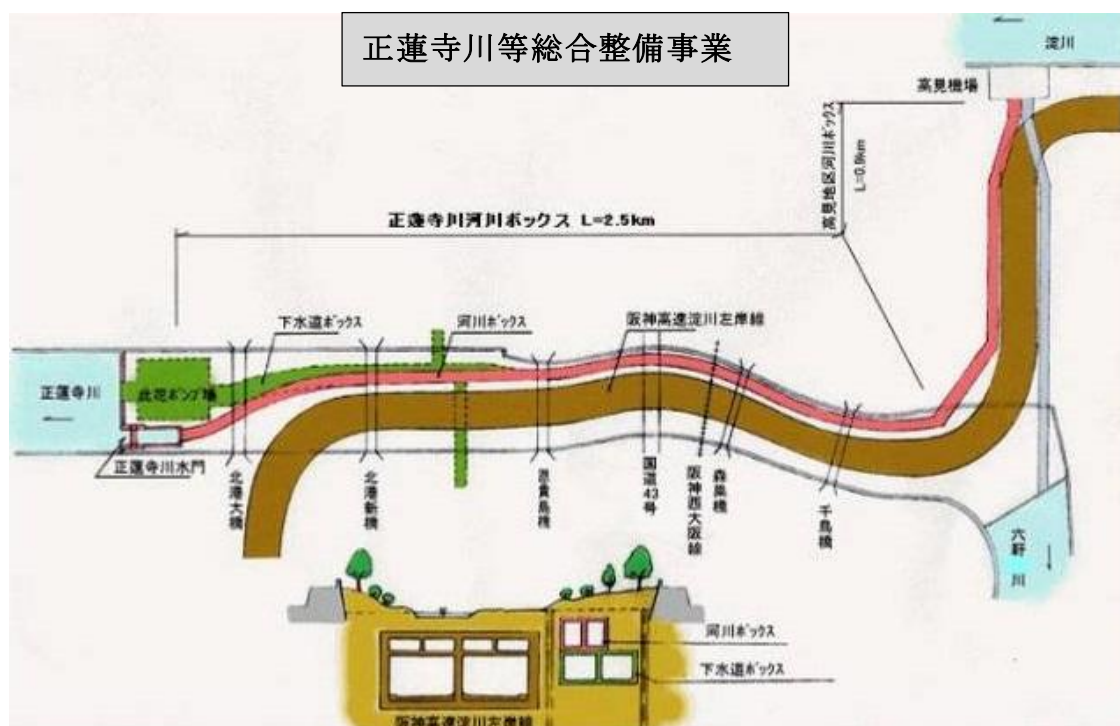 正蓮寺川等総合整備事業
淀川
高見機場
高見地区河川ボックス
L=0.9km
正蓮寺川河川ボックス L=2.5km
下水道ボックス
河川ボックス
阪神高速淀川左岸線
正蓮寺川
此花ポンプ場
正蓮寺川水門
北港大橋
北港新橋
恩貴島橋
国道43号
阪神西大阪線
森巣橋
千鳥橋
六軒川
河川ボックス
下水道ボックス
阪神高速淀川左岸線